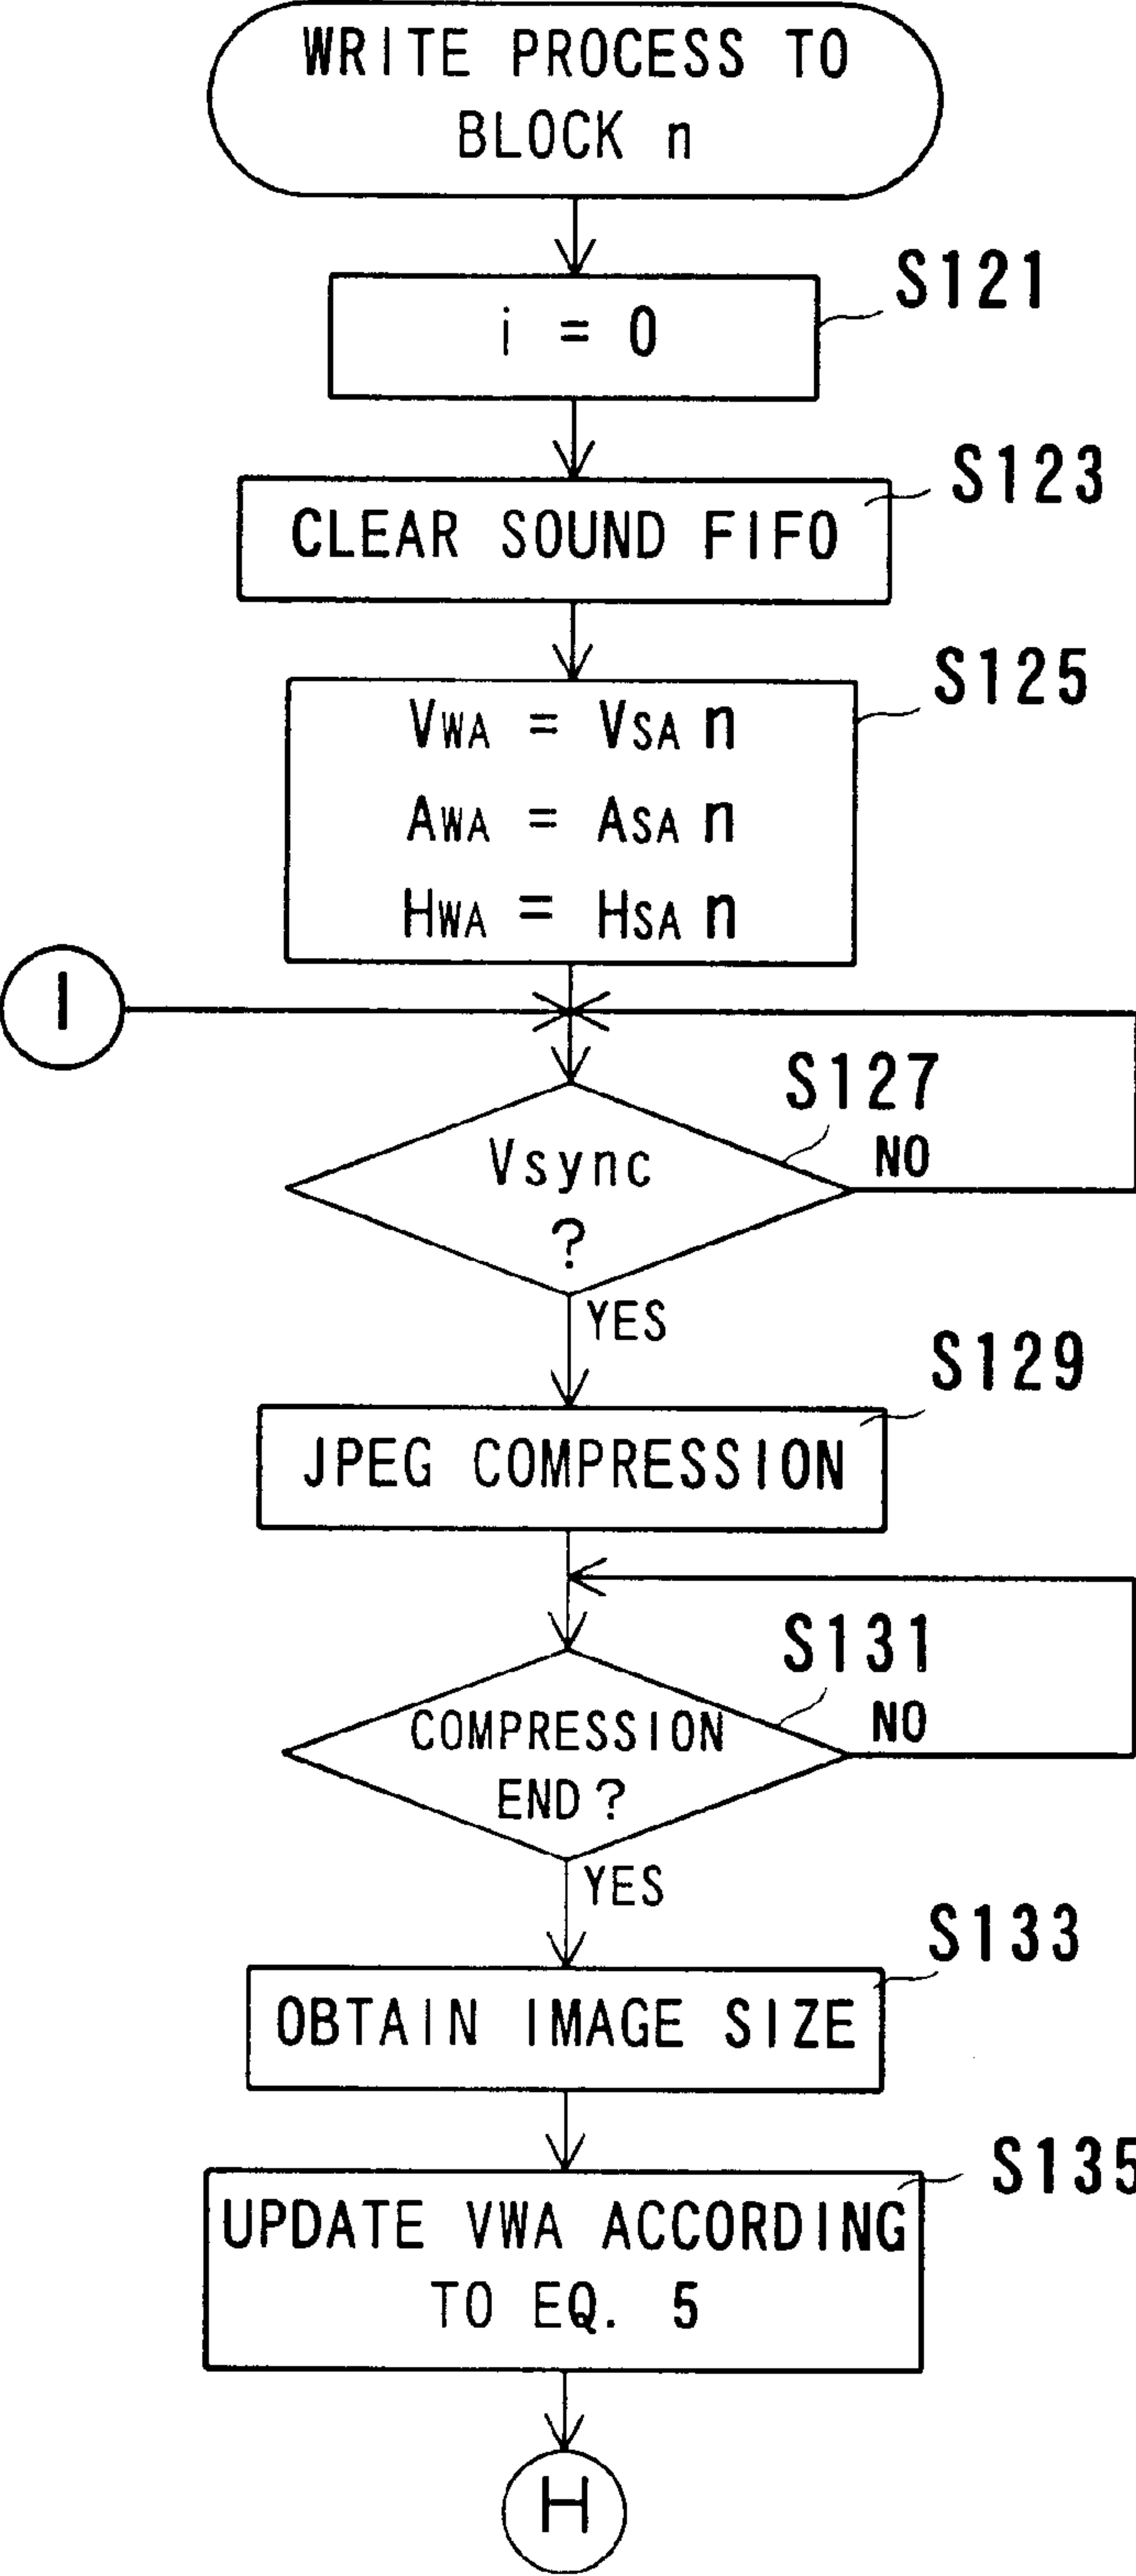 WRITE PROCESS TO
BLOCK n
S121
i = 0
S123
CLEAR SOUND FIFO
S125
VWA = VSA n
AWA = ASA n
HWA = HSA n
I
S127
Vsync
?
NO
YES
S129
JPEG COMPRESSION
S131
COMPRESSION
END?
NO
YES
S133
OBTAIN IMAGE SIZE
S135
UPDATE VWA ACCORDING
TO EQ. 5
H